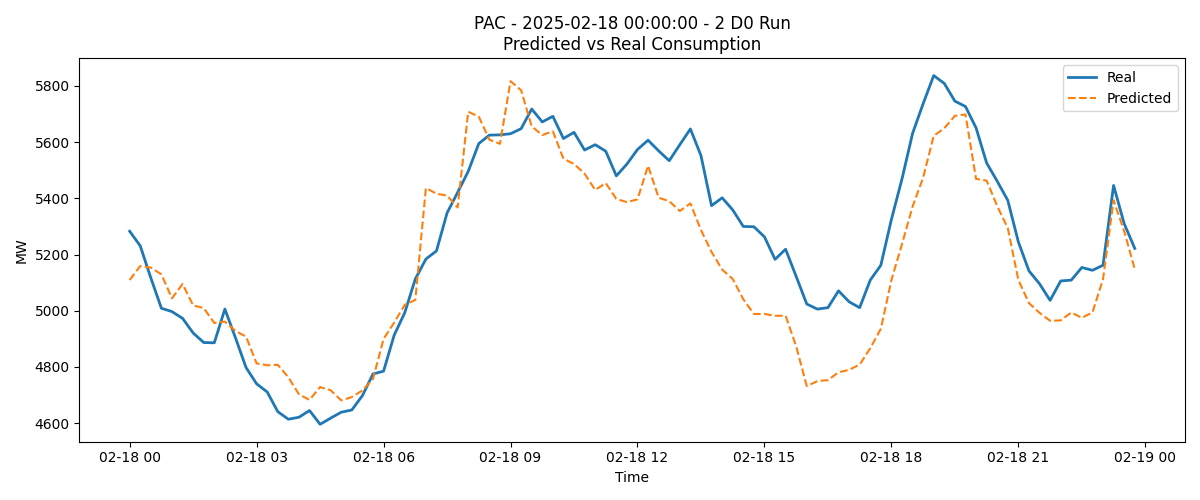 PAC - 2025-02-18 00:00:00 - 2 D0 Run
Predicted vs Real Consumption
Real
Predicted
MW
5800
5600
5400
5200
5000
4800
4600
02-18 00
02-18 03
02-18 06
02-18 09
02-18 12
02-18 15
02-18 18
02-18 21
02-19 00
Time